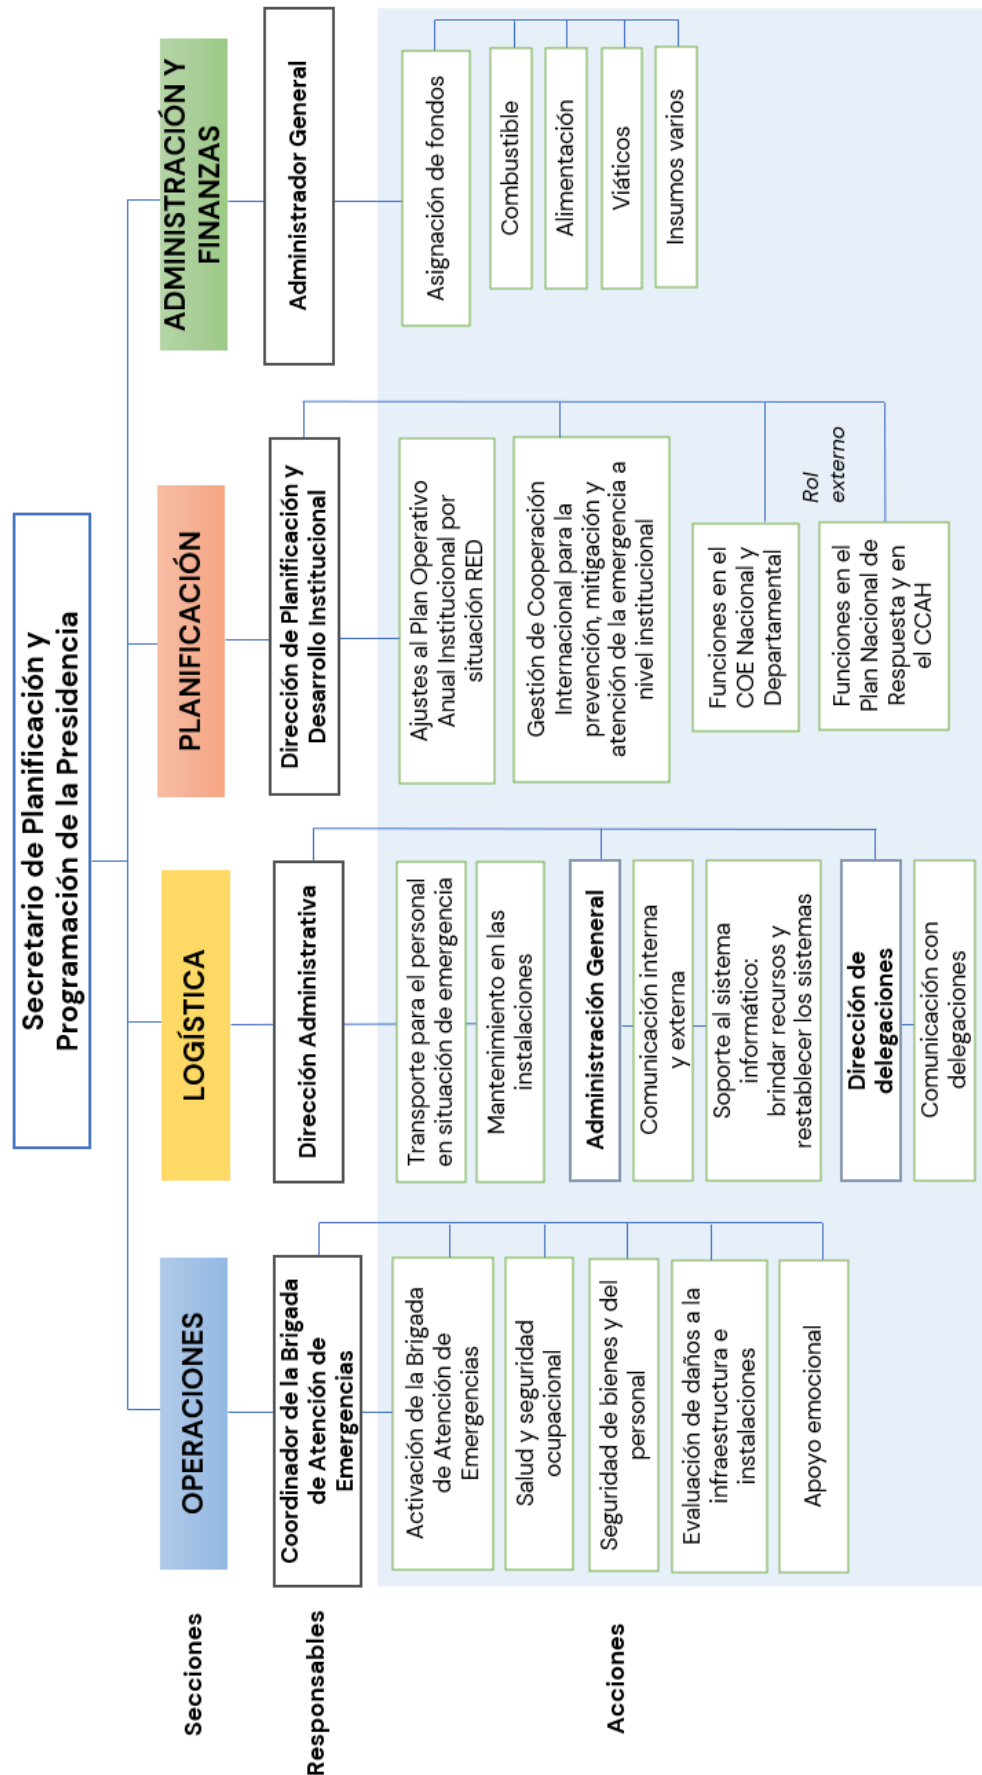 Secretario de Planificación y
Programación de la Presidencia
Secciones
OPERACIONES
LOGÍSTICA
PLANIFICACIÓN
ADMINISTRACIÓN Y
FINANZAS
Responsables
Coordinador de la Brigada
de Atención de
Emergencias
Dirección Administrativa
Dirección de Planificación y
Desarrollo Institucional
Administrador General
Acciones
Activación de la Brigada
de Atención de
Emergencias
Salud y seguridad
ocupacional
Seguridad de bienes y del
personal
Evaluación de daños a la
infraestructura e
instalaciones
Apoyo emocional
Transporte para el personal
en situación de emergencia
Mantenimiento en las
instalaciones
Administración General
Comunicación interna
y externa
Soporte al sistema
informático:
brindar recursos y
restablecer los sistemas
Dirección de
delegaciones
Comunicación con
delegaciones
Ajustes al Plan Operativo
Anual Institucional por
situación RED
Gestión de Cooperación
Internacional para la
prevención, mitigación y
atención de la emergencia a
nivel institucional
Funciones en el
COE Nacional y
Departamental
Rol
externo
Funciones en el
Plan Nacional de
Respuesta y en
el CCAH
Asignación de fondos
Combustible
Alimentación
Viáticos
Insumos varios